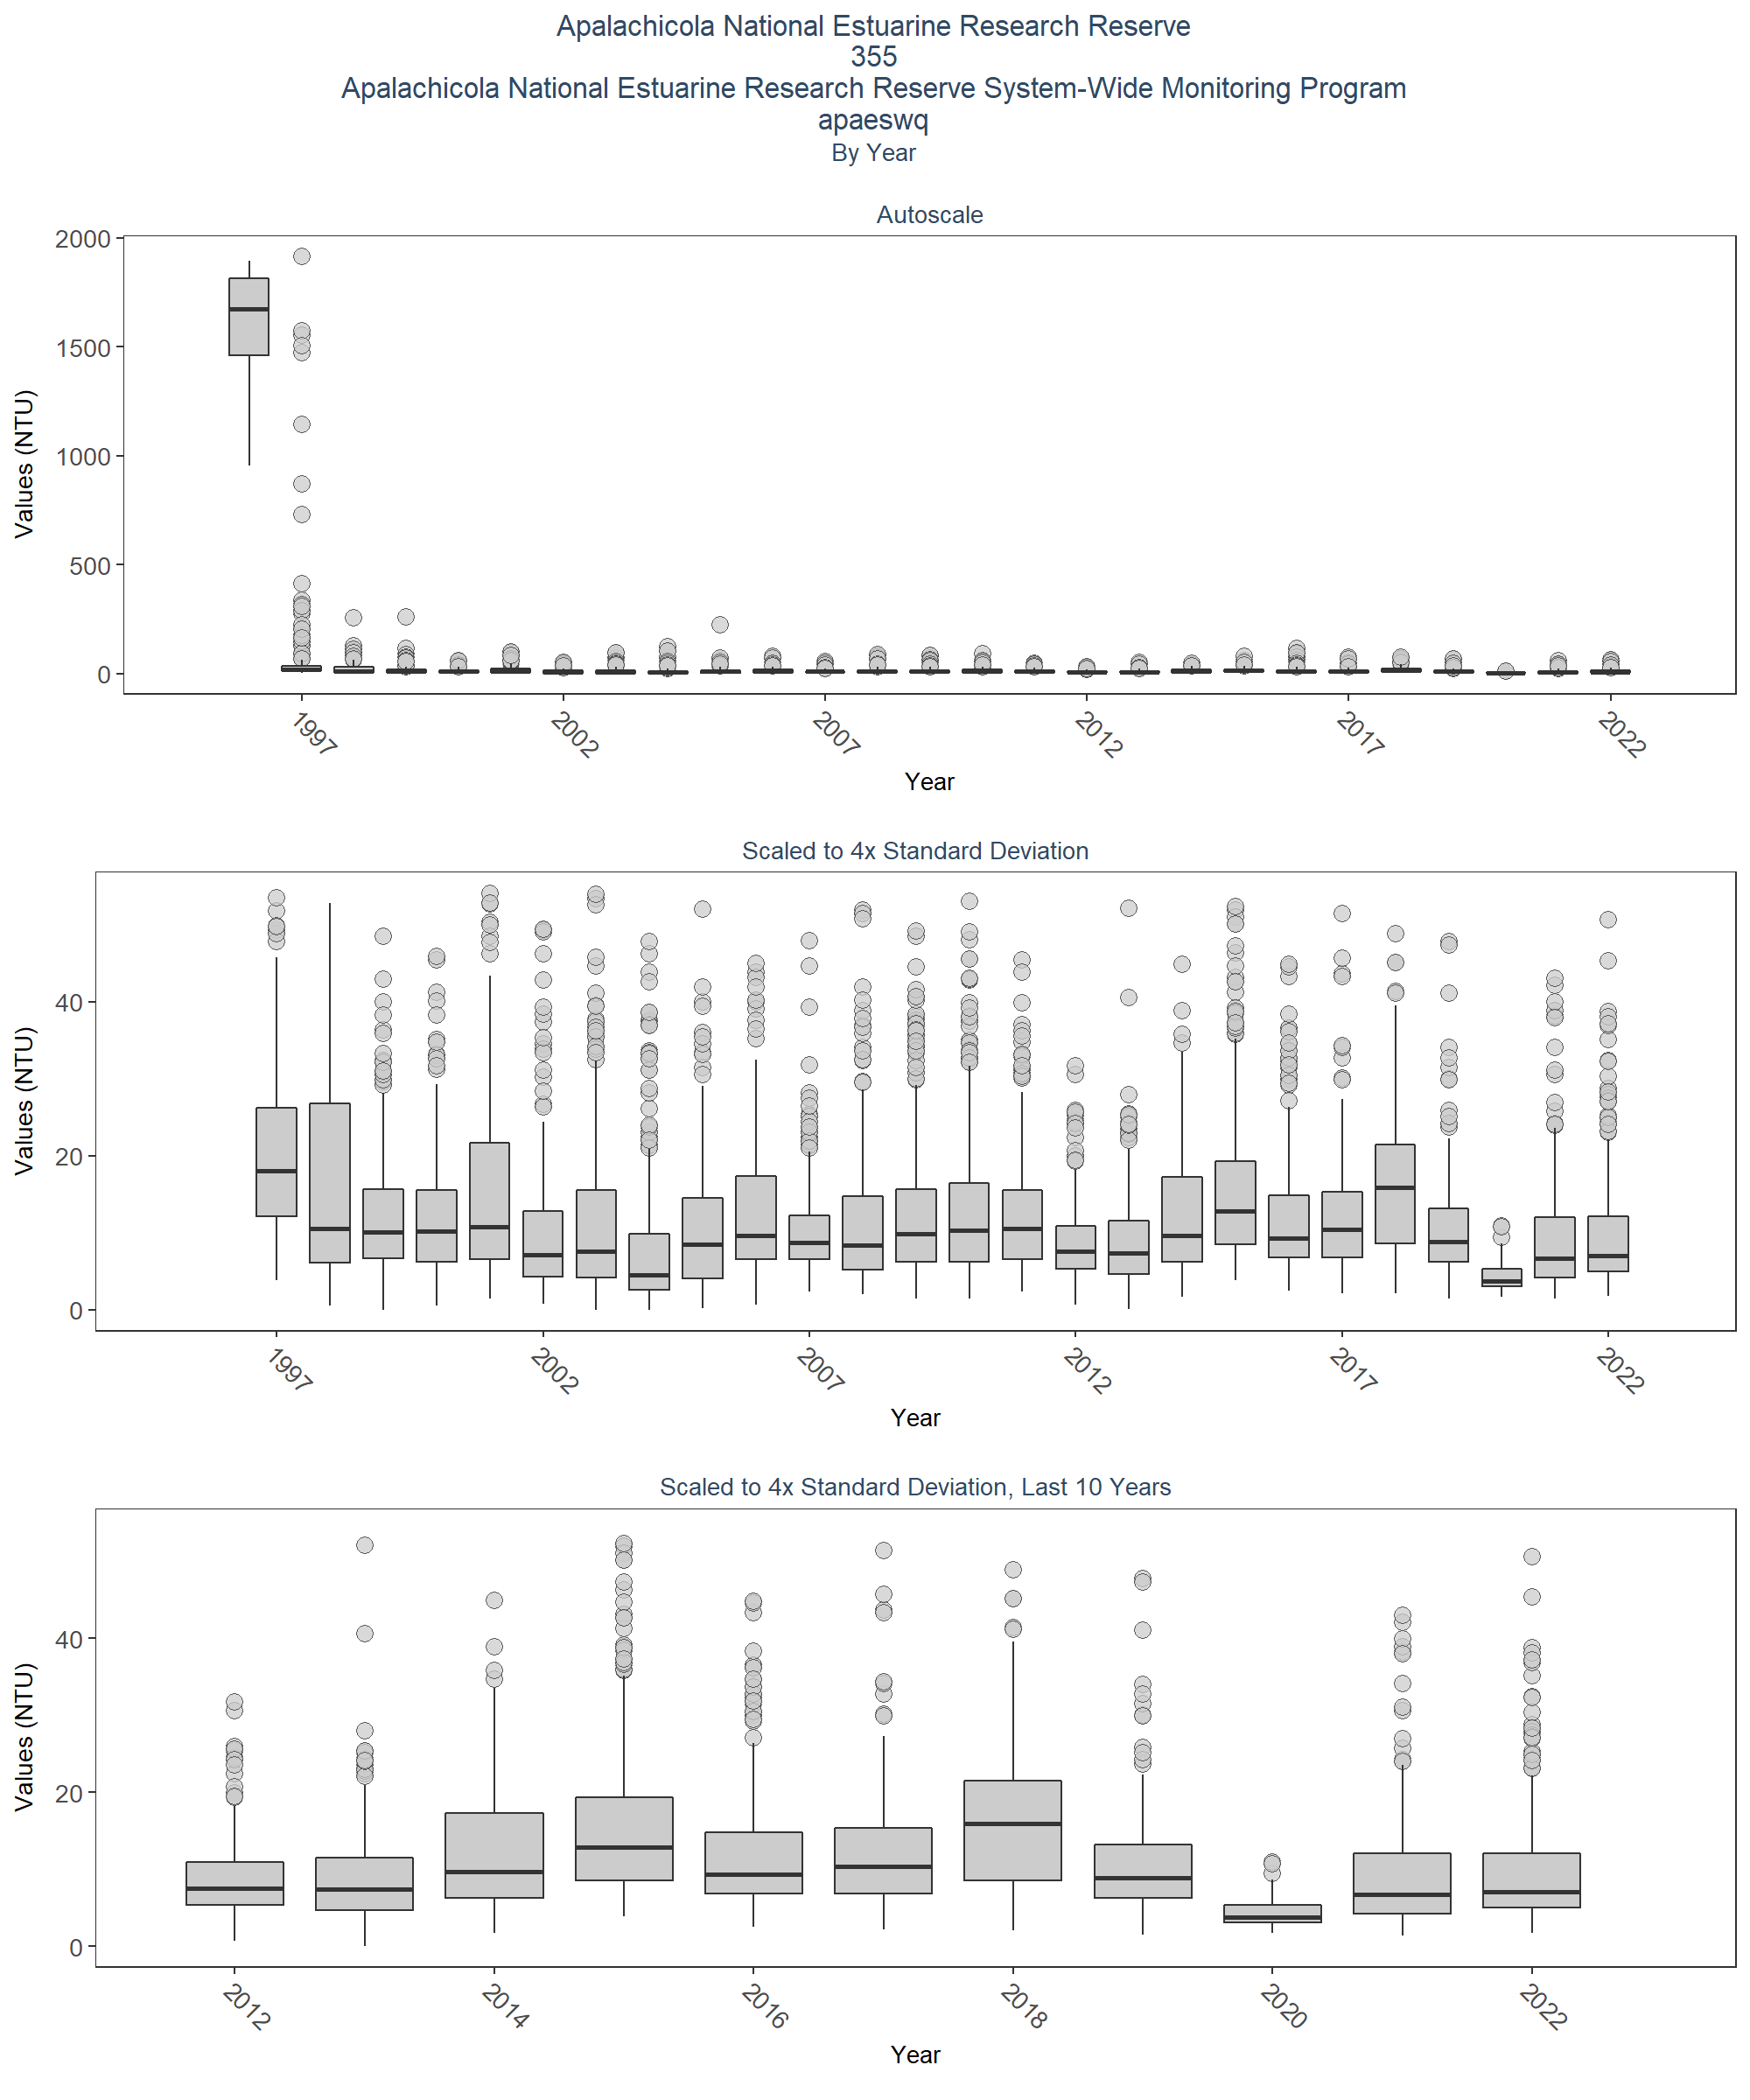 Apalachicola National Estuarine Research Reserve
355
Apalachicola National Estuarine Research Reserve System-Wide Monitoring Program
apaeswq
By Year
Autoscale
Values (NTU)
2000
1500
1000
500
0
1997
2002
2007
2012
2017
2022
Year
Scaled to 4x Standard Deviation
Values (NTU)
40
20
0
1997
2002
2007
2012
2017
2022
Year
Scaled to 4x Standard Deviation, Last 10 Years
Values (NTU)
40
20
0
2012
2014
2016
2018
2020
2022
Year